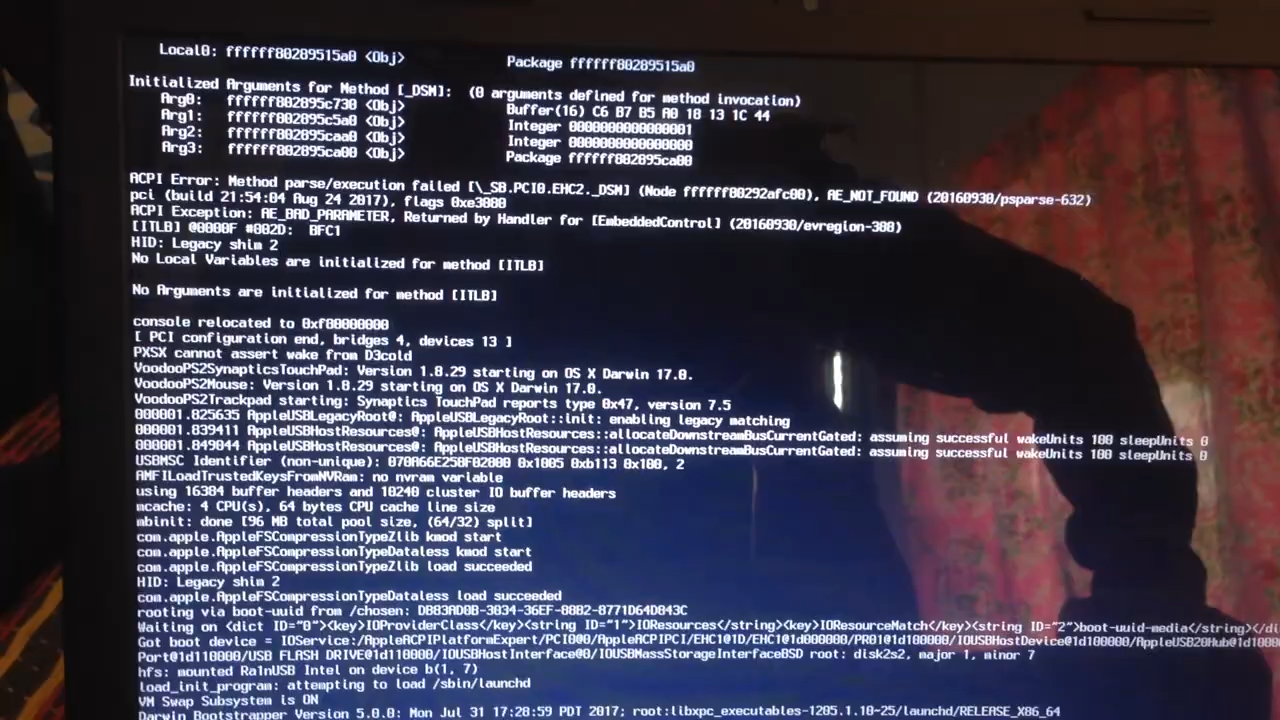 Local0: ffffff80289515a0 <Obj> Package ffffff80289515a0
Initialized Arguments for Method [_DSM]: (0 arguments defined for method invocation)
Arg0: ffffff802895c730 <Obj> Buffer(16) C6 B7 B5 A0 18 13 1C 44
Arg1: ffffff802895c5a0 <Obj> Integer 0000000000000001
Arg2: ffffff802895caa0 <Obj> Integer 0000000000000000
Arg3: ffffff802895ca00 <Obj> Package ffffff802895ca00
ACPI Error: Method parse/execution failed [\_SB.PCI0.EHC2._DSM] (Node ffffff80292afc00), AE_NOT_FOUND (20160930/psparse-632)
pci (build 21:54:04 Aug 24 2017), flags 0xe3000
ACPI Exception: AE_BAD_PARAMETER, Returned by Handler for [EmbeddedControl] (20160930/evregion-300)
[ITLB] @0000F #002D: BFC1
HID: Legacy shim 2
No Local Variables are initialized for method [ITLB]
No Arguments are initialized for method [ITLB]
console relocated to 0xf80000000
[ PCI configuration end, bridges 4, devices 13 ]
PXSX cannot assert wake from D3cold
VoodooPS2SynapticsTouchPad: Version 1.8.29 starting on OS X Darwin 17.0.
VoodooPS2Mouse: Version 1.8.29 starting on OS X Darwin 17.0.
VoodooPS2Trackpad starting: Synaptics TouchPad reports type 0x47, version 7.5
000001.825635 AppleUSBLegacyRoot@: AppleUSBLegacyRoot::init: enabling legacy matching
000001.839411 AppleUSBHostResources@: AppleUSBHostResources::allocateDownstreamBusCurrentGated: assuming successful wakeUnits 100 sleepUnits 0
000001.849044 AppleUSBHostResources@: AppleUSBHostResources::allocateDownstreamBusCurrentGated: assuming successful wakeUnits 100 sleepUnits 0
USBMSC Identifier (non-unique): 070A66E250F02000 0x1005 0xb113 0x100, 2
AMFILoadTrustedKeysFromNVRam: no nvram variable
using 16384 buffer headers and 10240 cluster IO buffer headers
mcache: 4 CPU(s), 64 bytes CPU cache line size
mbinit: done [96 MB total pool size, (64/32) split]
com.apple.AppleFSCompressionTypeZlib kmod start
com.apple.AppleFSCompressionTypeDataless kmod start
com.apple.AppleFSCompressionTypeZlib load succeeded
HID: Legacy shim 2
com.apple.AppleFSCompressionTypeDataless load succeeded
rooting via boot-uuid from /chosen: DB83AD0B-3034-36EF-8882-8771D64D843C
Waiting on <dict ID="0"><key>IOProviderClass</key><string ID="1">IOResources</string><key>IOResourceMatch</key><string ID="2">boot-uuid-media</string></di
Got boot device = IOService:/AppleACPIPlatformExpert/PCI0@0/AppleACPIPCI/EHC1@1D/EHC1@1d000000/PR01@1d100000/IOUSBHostDevice@1d100000/AppleUSB20Hub@1d100
Port@1d110000/USB FLASH DRIVE@1d110000/IOUSBHostInterface@0/IOUSBMassStorageInterfaceBSD root: disk2s2, major 1, minor 7
hfs: mounted Ra1nUSB Intel on device b(1, 7)
load_init_program: attempting to load /sbin/launchd
VM Swap Subsystem is ON
Darwin Bootstrapper Version 5.0.0: Mon Jul 31 17:28:59 PDT 2017; root:libxpc_executables-1205.1.10~25/launchd/RELEASE_X86_64